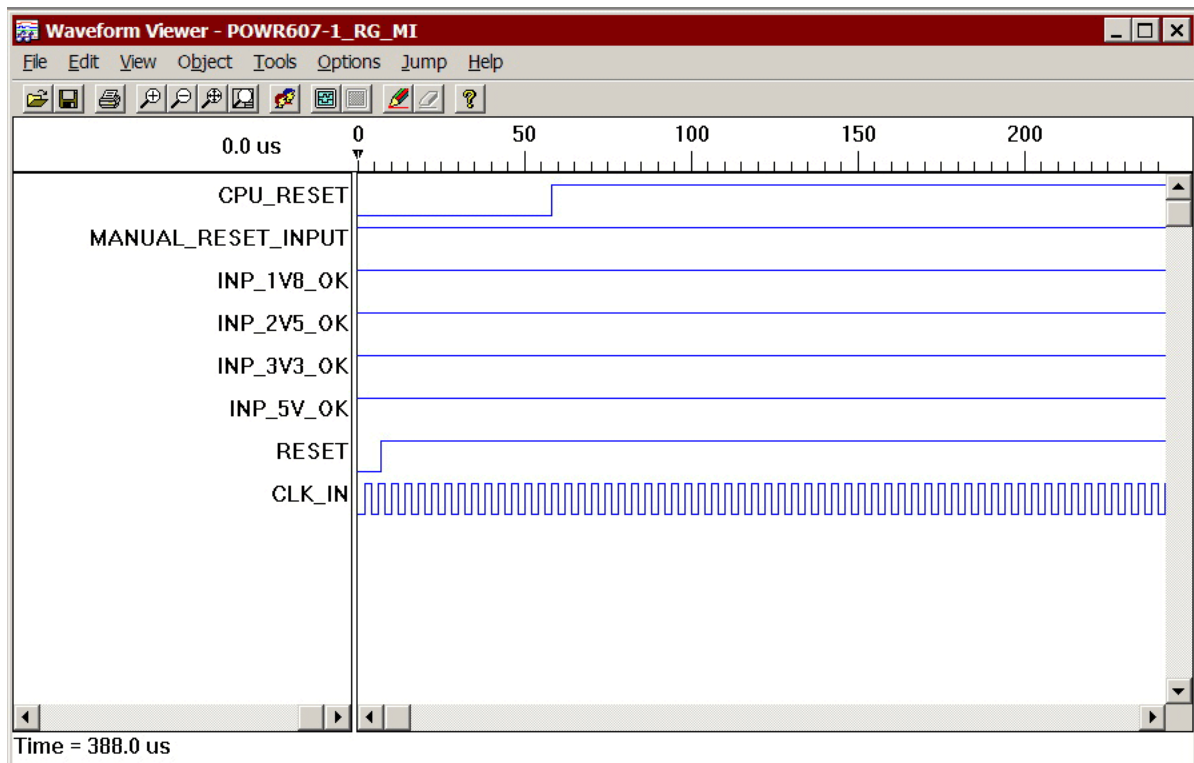 Waveform Viewer - POWR607-1_RG_MI
File Edit View Object Tools Options Jump Help
0.0 us 0 50 100 150 200
CPU_RESET
MANUAL_RESET_INPUT
INP_1V8_OK
INP_2V5_OK
INP_3V3_OK
INP_5V_OK
RESET
CLK_IN
Time = 388.0 us